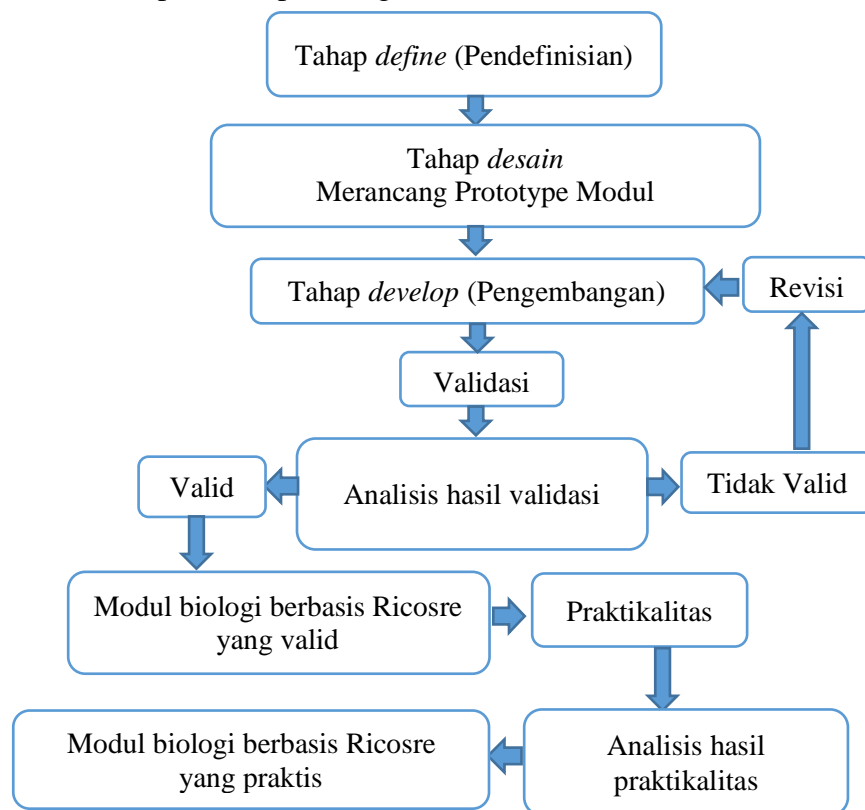 Tahap define (Pendefinisian)
Tahap desain
Merancang Prototype Modul
Tahap develop (Pengembangan)
Revisi
Validasi
Valid
Analisis hasil validasi
Tidak Valid
Modul biologi berbasis Ricosre
yang valid
Praktikalitas
Modul biologi berbasis Ricosre
yang praktis
Analisis hasil
praktikalitas